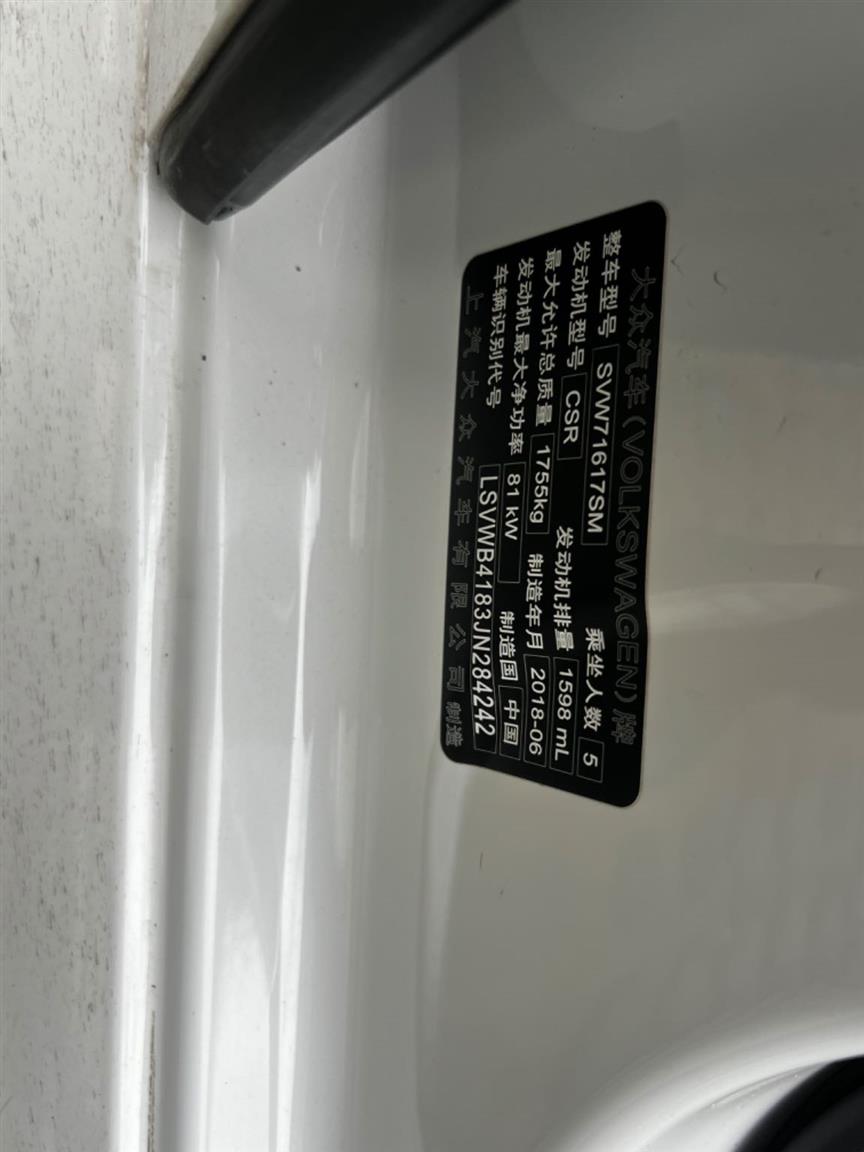 大众汽车(VOLKSWAGEN)牌
整车型号 SVW71617SM 乘坐人数 5
发动机型号 CSR 发动机排量 1598 mL
最大允许总质量 1755kg 制造年月 2018-06
发动机最大净功率 81 kW 制造国 中国
车辆识别代号 LSVWB4183JN284242
上汽大众汽车有限公司 制造